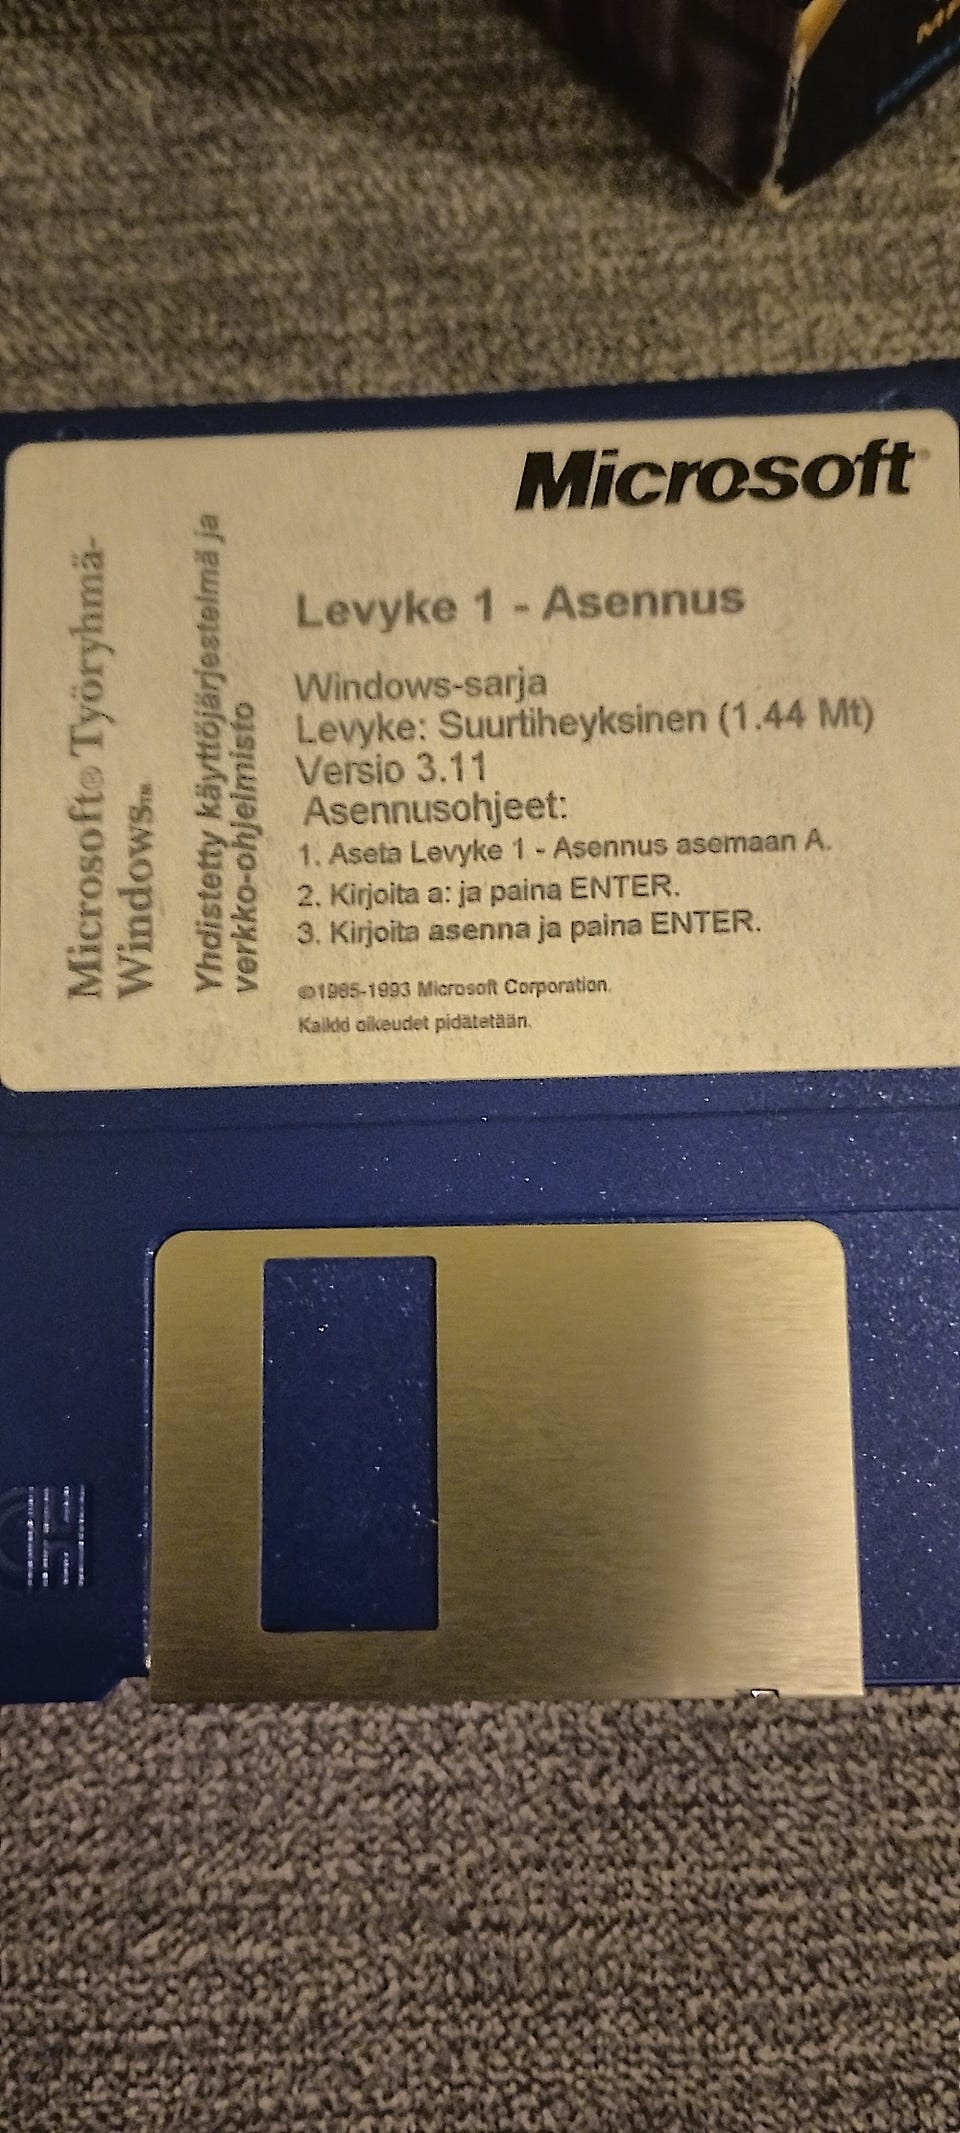 Microsoft®
Microsoft® Työryhmä-
Windows™
Yhdistetty käyttöjärjestelmä ja
verkko-ohjelmisto
Levyke 1 - Asennus
Windows-sarja
Levyke: Suurtiheyksinen (1.44 Mt)
Versio 3.11
Asennusohjeet:
1. Aseta Levyke 1 - Asennus asemaan A.
2. Kirjoita a: ja paina ENTER.
3. Kirjoita asenna ja paina ENTER.
©1985-1993 Microsoft Corporation.
Kaikki oikeudet pidätetään.